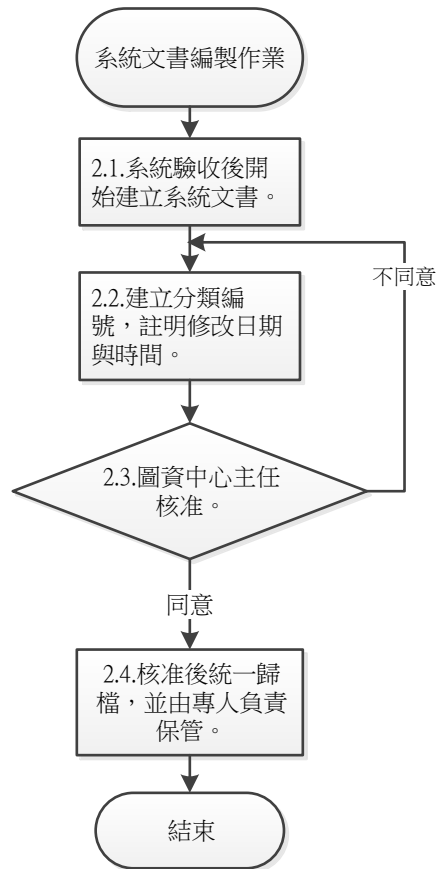 系統文書編製作業
2.1.系統驗收後開
始建立系統文書。
不同意
2.2.建立分類編
號，註明修改日期
與時間。
2.3.圖資中心主任
核准。
同意
2.4.核准後統一歸
檔，並由專人負責
保管。
結束